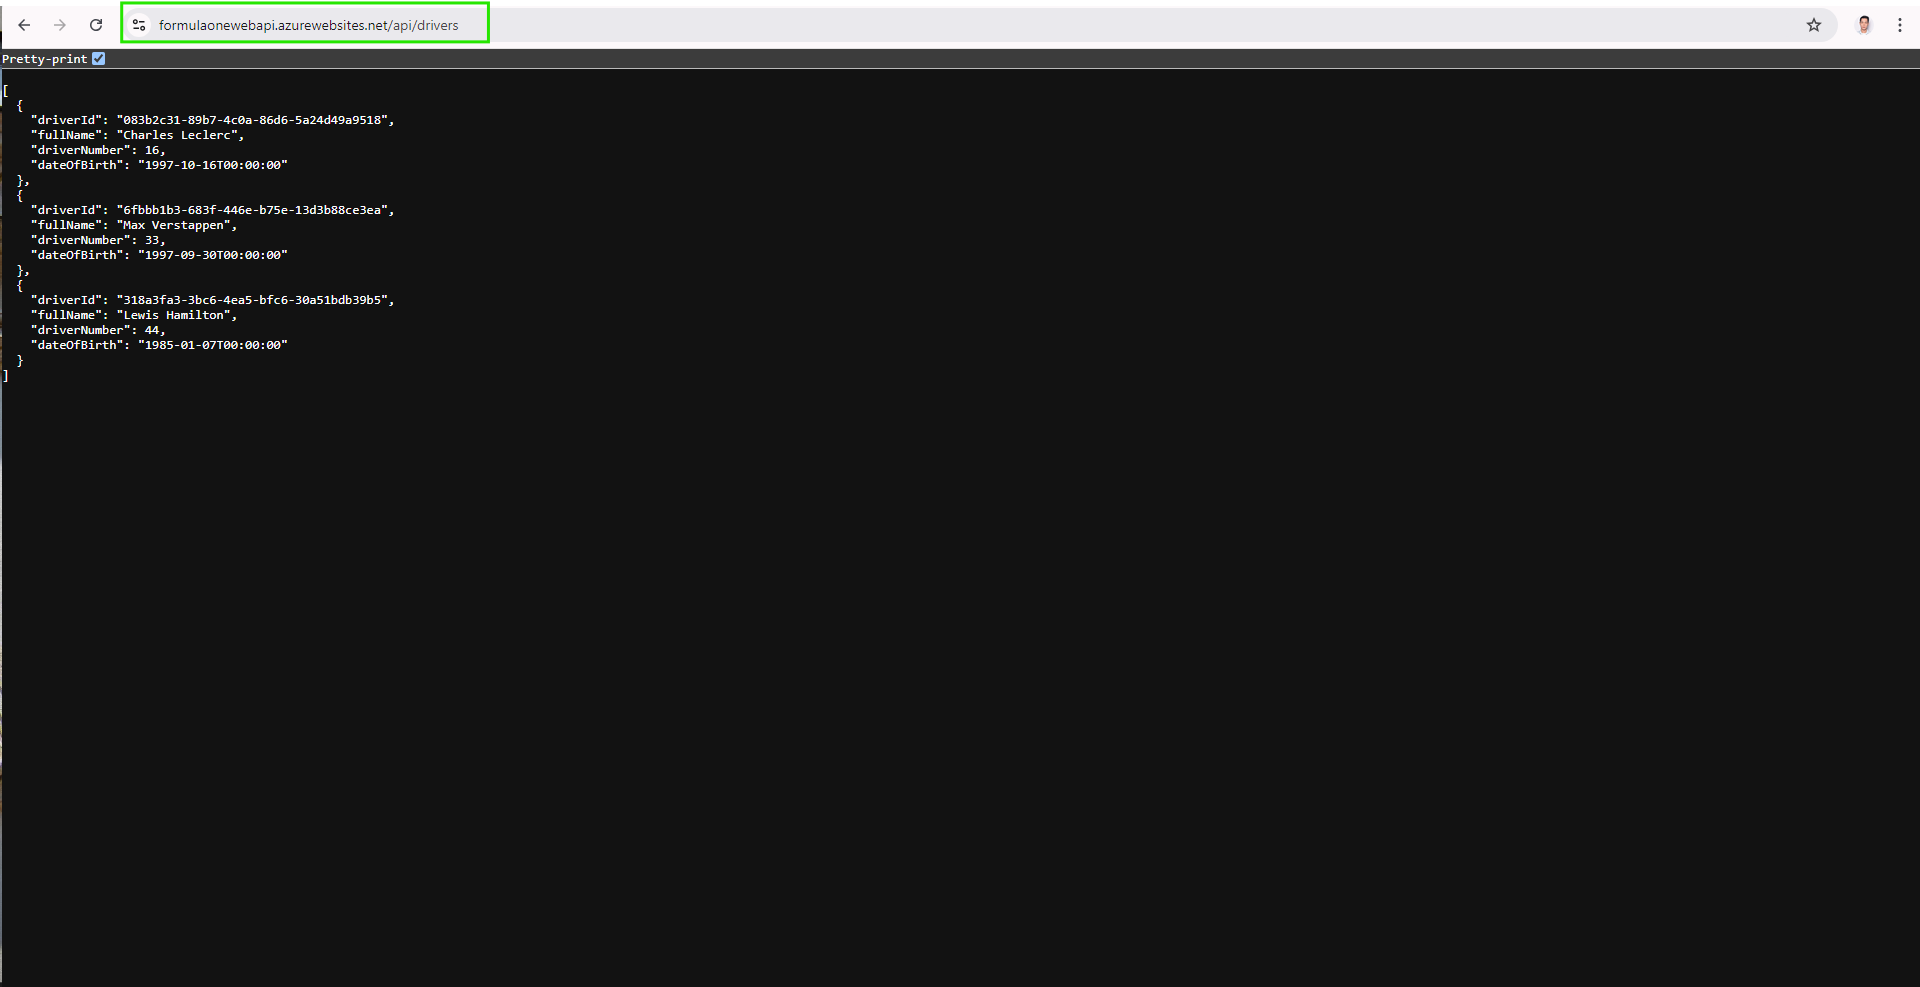 formulaonewebapi.azurewebsites.net/api/drivers
Pretty-print
[
  {
    "driverId": "083b2c31-89b7-4c0a-86d6-5a24d49a9518",
    "fullName": "Charles Leclerc",
    "driverNumber": 16,
    "dateOfBirth": "1997-10-16T00:00:00"
  },
  {
    "driverId": "6fbbb1b3-683f-446e-b75e-13d3b88ce3ea",
    "fullName": "Max Verstappen",
    "driverNumber": 33,
    "dateOfBirth": "1997-09-30T00:00:00"
  },
  {
    "driverId": "318a3fa3-3bc6-4ea5-bfc6-30a51bdb39b5",
    "fullName": "Lewis Hamilton",
    "driverNumber": 44,
    "dateOfBirth": "1985-01-07T00:00:00"
  }
]